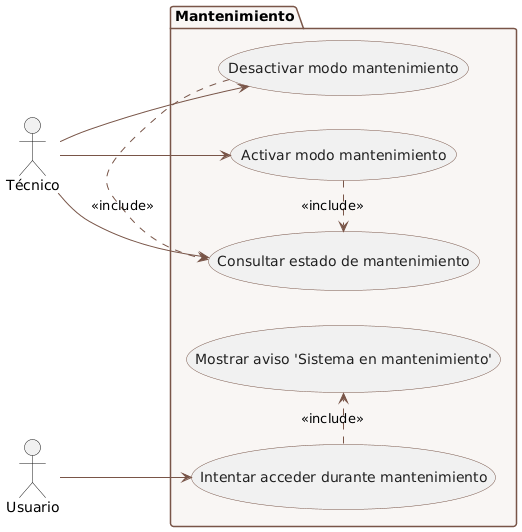 Mantenimiento
Desactivar modo mantenimiento
Técnico
Activar modo mantenimiento
«include»
«include»
Consultar estado de mantenimiento
Mostrar aviso 'Sistema en mantenimiento'
«include»
Usuario
Intentar acceder durante mantenimiento